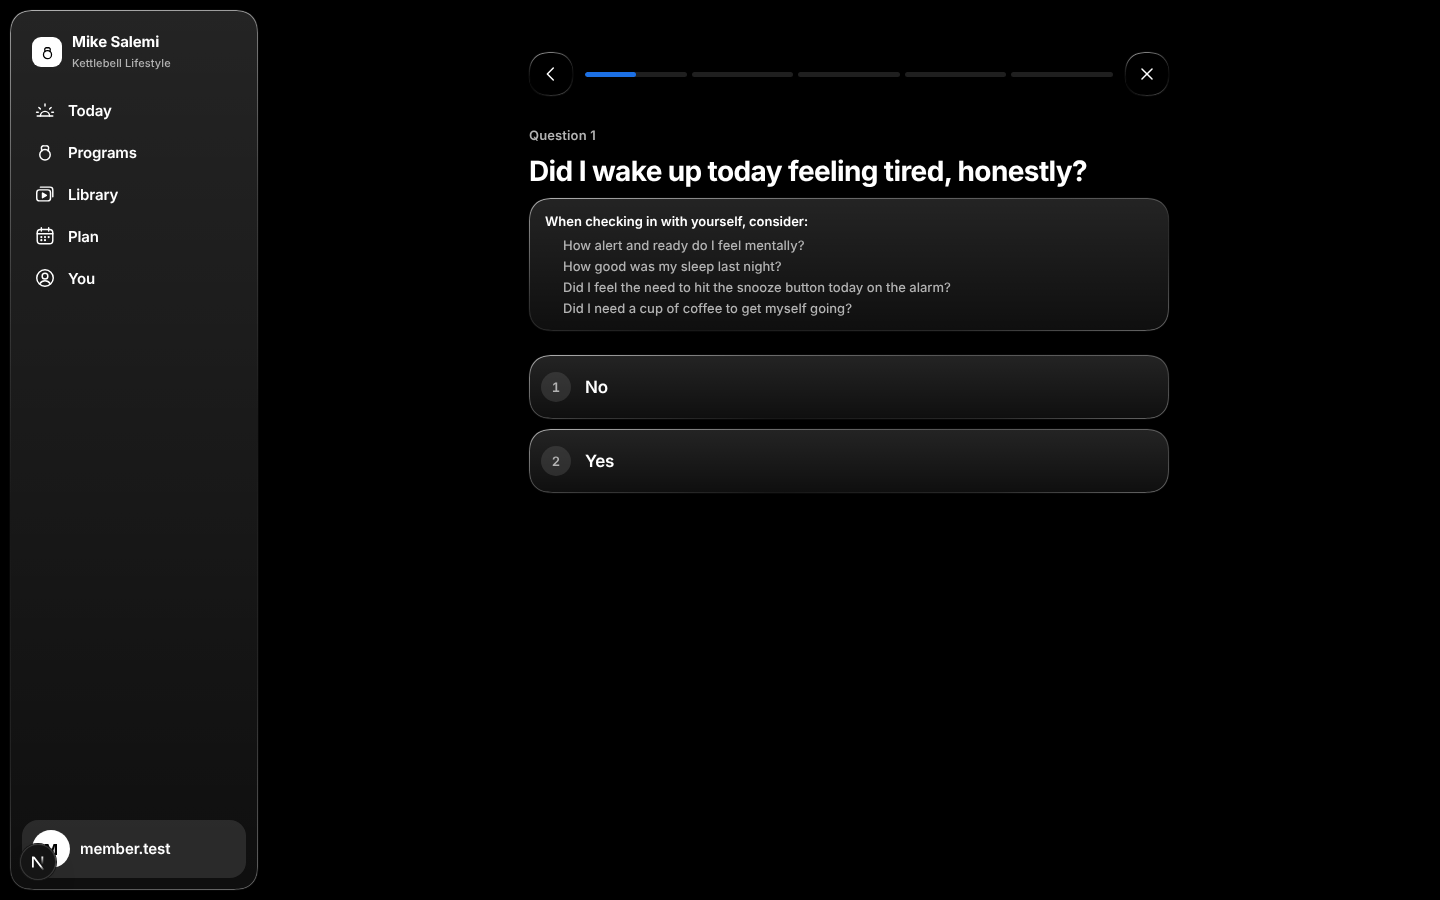 Mike Salemi
Kettlebell Lifestyle
Today
Programs
Library
Plan
You
M
member.test
N
Question 1
Did I wake up today feeling tired, honestly?
When checking in with yourself, consider:
How alert and ready do I feel mentally?
How good was my sleep last night?
Did I feel the need to hit the snooze button today on the alarm?
Did I need a cup of coffee to get myself going?
1 No
2 Yes